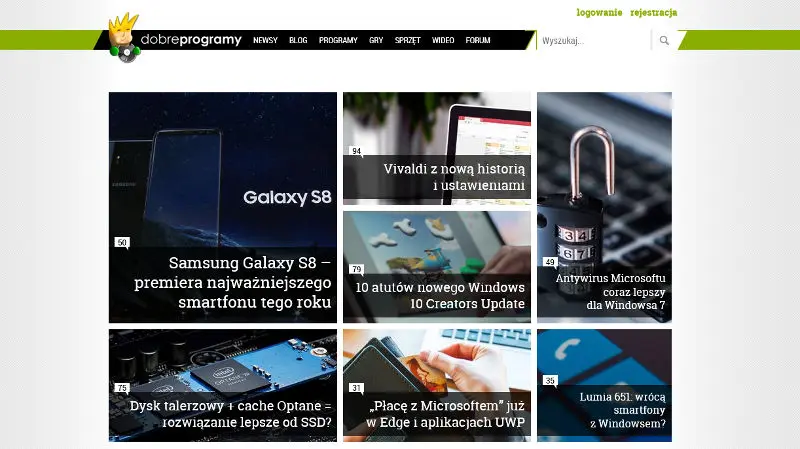 logowanie rejestracja
dobreprogramy NEWSY BLOG PROGRAMY GRY SPRZĘT WIDEO FORUM Wyszukaj...
SAMSUNG
Galaxy S8
50
Samsung Galaxy S8 –
premiera najważniejszego
smartfonu tego roku
94
Vivaldi z nową historią
i ustawieniami
79
10 atutów nowego Windows
10 Creators Update
49
Antywirus Microsoftu
coraz lepszy
dla Windowsa 7
75
Dysk talerzowy + cache Optane =
rozwiązanie lepsze od SSD?
31
„Płacę z Microsoftem” już
w Edge i aplikacjach UWP
35
Lumia 651: wrócą
smartfony
z Windowsem?